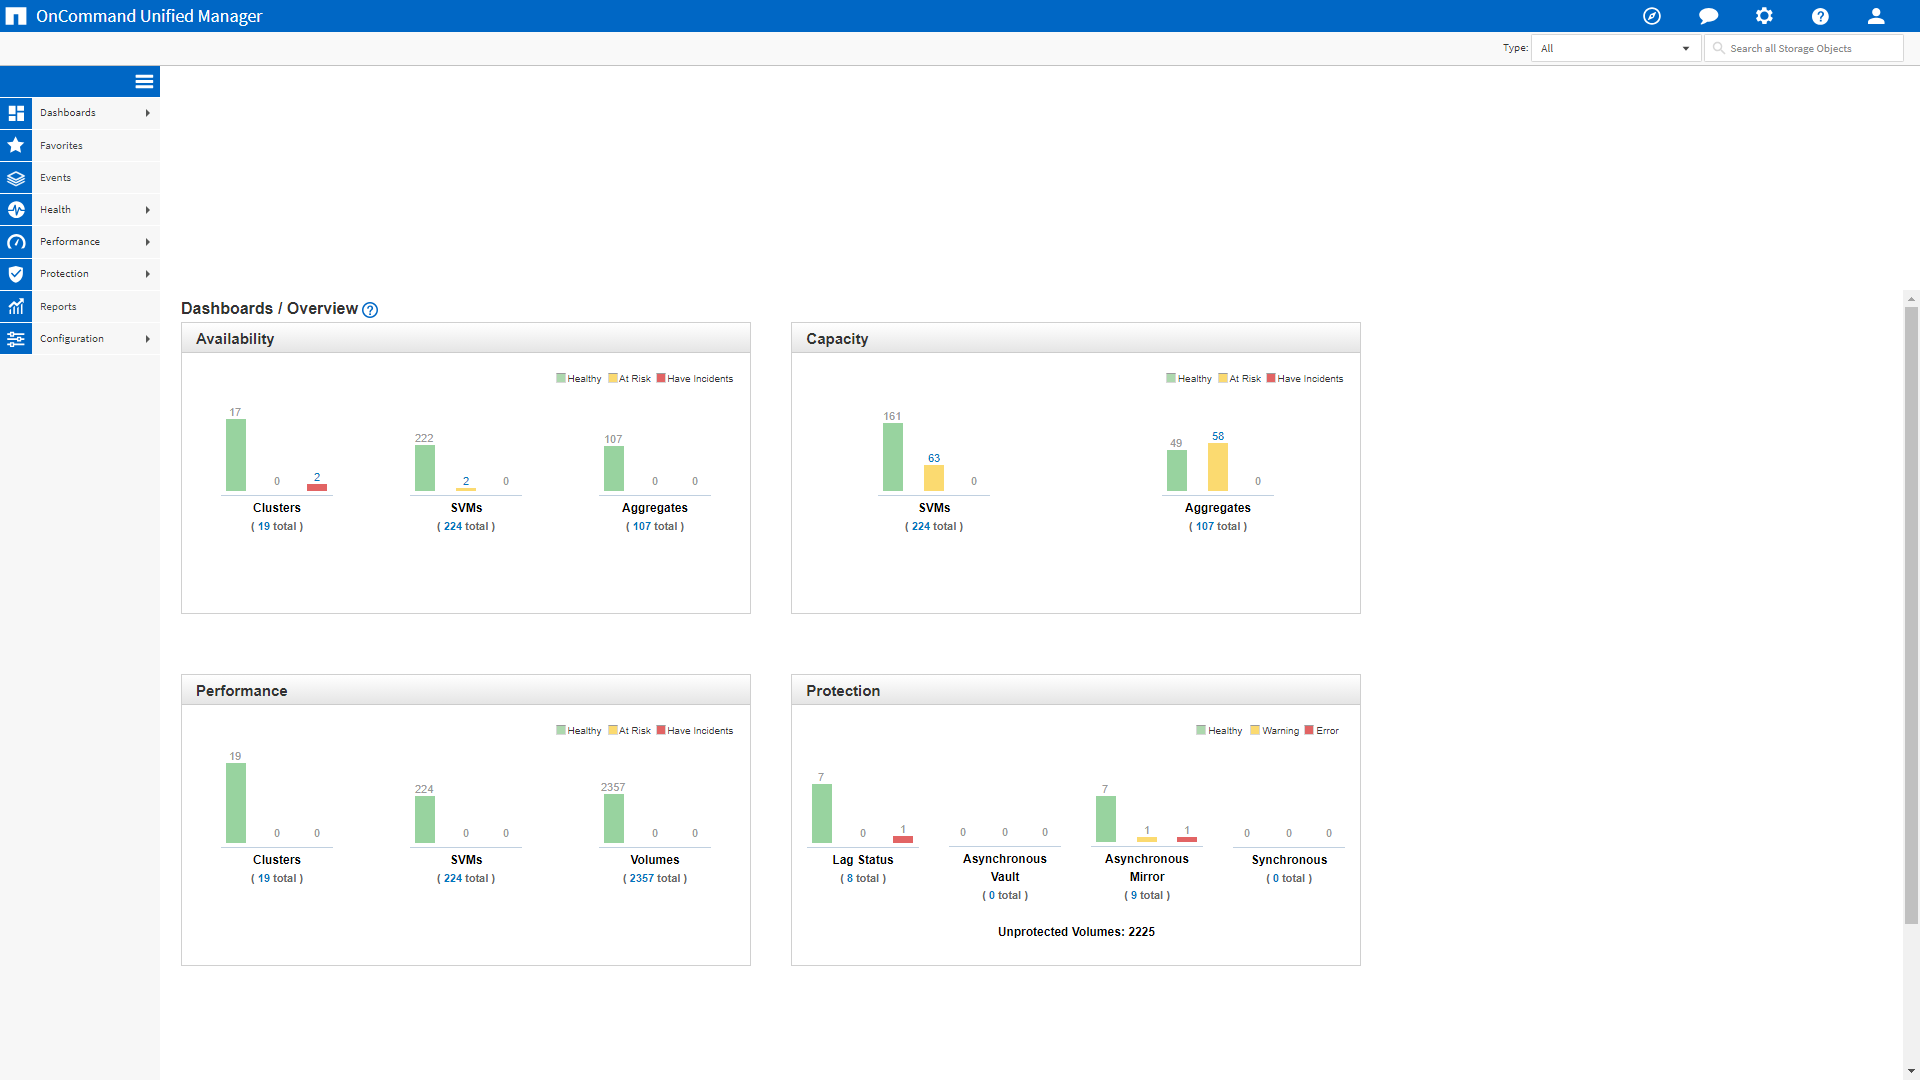 OnCommand Unified Manager
Type: All Search all Storage Objects
Dashboards
Favorites
Events
Health
Performance
Protection
Reports
Configuration
Dashboards / Overview ?
Availability
Healthy At Risk Have Incidents
17 0 2
Clusters
( 19 total )
222 2 0
SVMs
( 224 total )
107 0 0
Aggregates
( 107 total )
Capacity
Healthy At Risk Have Incidents
161 63 0
SVMs
( 224 total )
49 58 0
Aggregates
( 107 total )
Performance
Healthy At Risk Have Incidents
19 0 0
Clusters
( 19 total )
224 0 0
SVMs
( 224 total )
2357 0 0
Volumes
( 2357 total )
Protection
Healthy Warning Error
7 0 1
Lag Status
( 8 total )
0 0 0
Asynchronous
Vault
( 0 total )
7 1 1
Asynchronous
Mirror
( 9 total )
0 0 0
Synchronous
( 0 total )
Unprotected Volumes: 2225